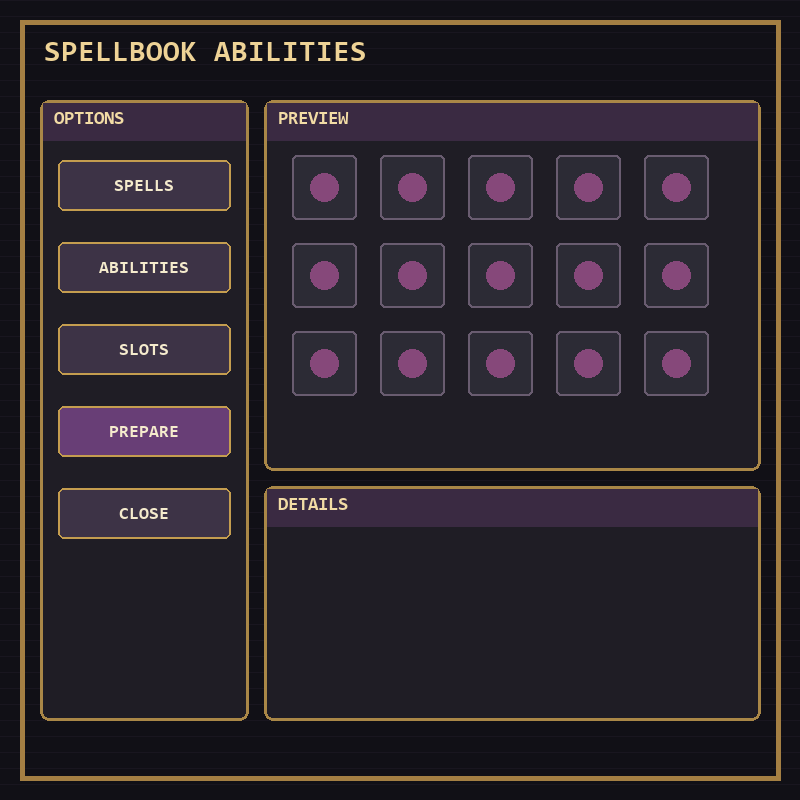 SPELLBOOK ABILITIES
OPTIONS
SPELLS
ABILITIES
SLOTS
PREPARE
CLOSE
PREVIEW
DETAILS